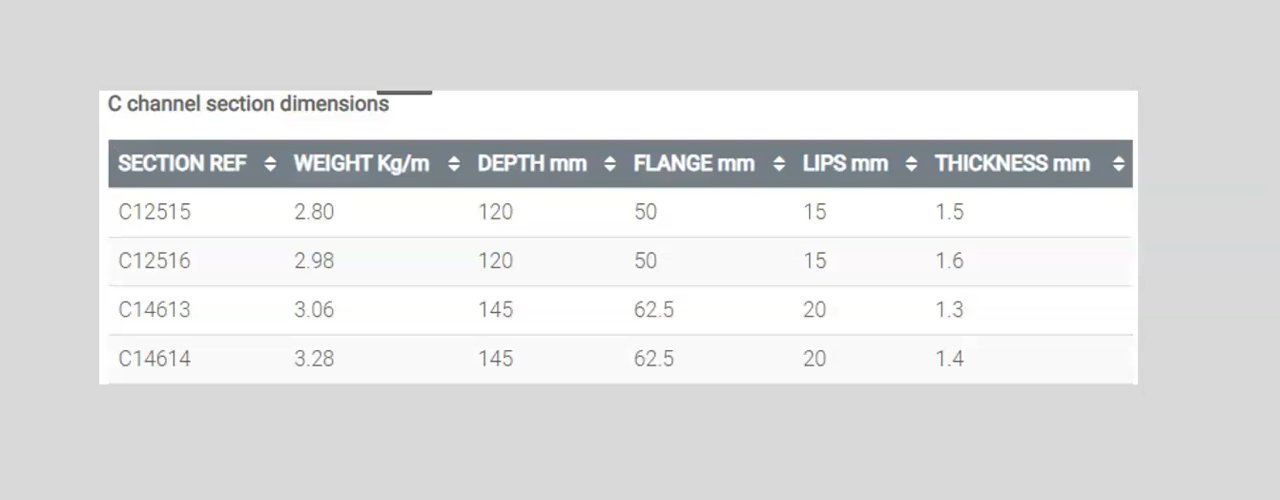 C channel section dimensions
SECTION REF WEIGHT Kg/m DEPTH mm FLANGE mm LIPS mm THICKNESS mm
C12515 2.80 120 50 15 1.5
C12516 2.98 120 50 15 1.6
C14613 3.06 145 62.5 20 1.3
C14614 3.28 145 62.5 20 1.4